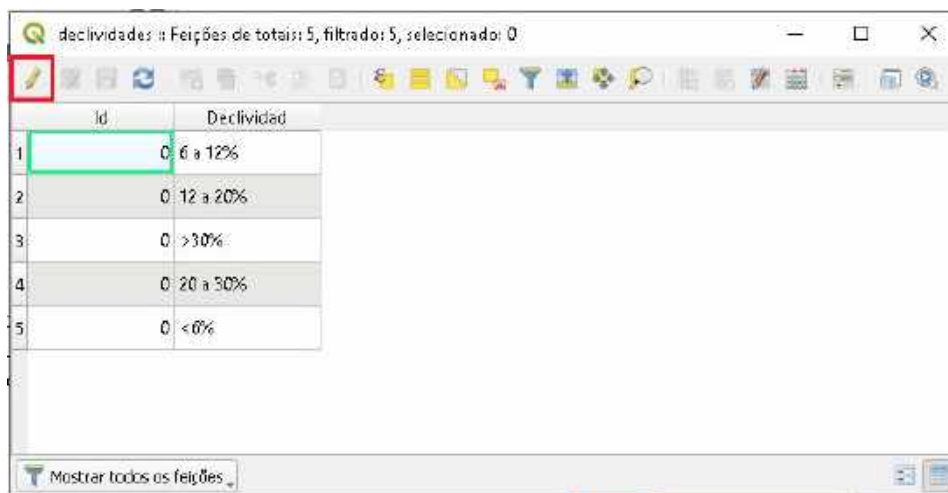 declividades :: Feições de totais: 5, filtrado: 5, selecionado: 0
Id Declividad
1 0 6 a 12%
2 0 12 a 20%
3 0 >30%
4 0 20 a 30%
5 0 <6%
Mostrar todos os feições